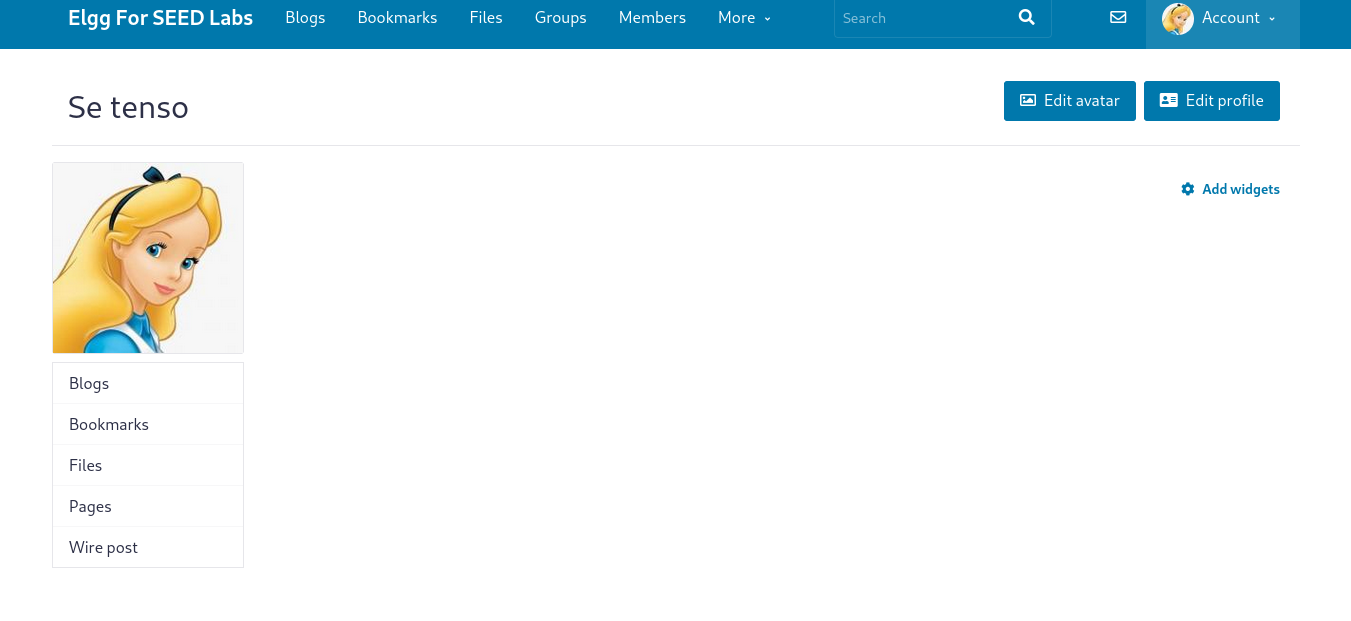 Elgg For SEED Labs Blogs Bookmarks Files Groups Members More Search Account
Se tenso
Edit avatar Edit profile
Add widgets
Blogs
Bookmarks
Files
Pages
Wire post